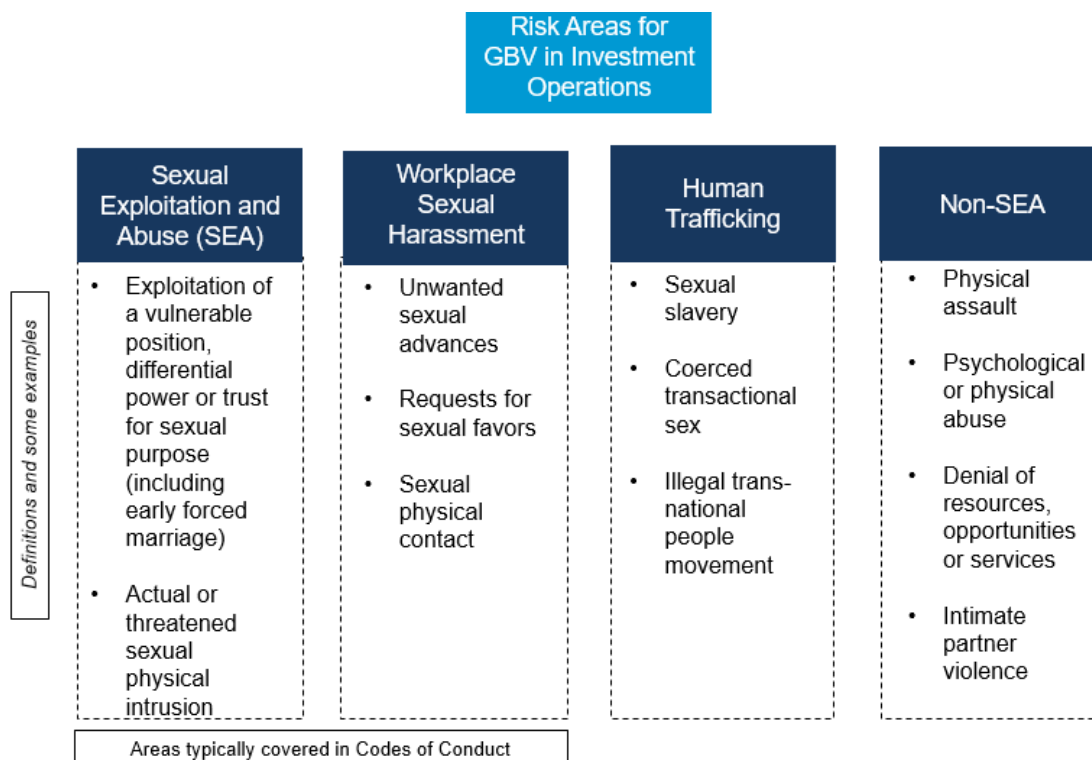 Risk Areas for
GBV in Investment
Operations
Sexual
Exploitation and
Abuse (SEA)
Workplace
Sexual
Harassment
Human
Trafficking
Non-SEA
Definitions and some examples
• Exploitation of
a vulnerable
position,
differential
power or trust
for sexual
purpose
(including
early forced
marriage)
• Actual or
threatened
sexual
physical
intrusion
• Unwanted
sexual
advances
• Requests for
sexual favors
• Sexual
physical
contact
• Sexual
slavery
• Coerced
transactional
sex
• Illegal trans-
national
people
movement
• Physical
assault
• Psychological
or physical
abuse
• Denial of
resources,
opportunities
or services
• Intimate
partner
violence
Areas typically covered in Codes of Conduct